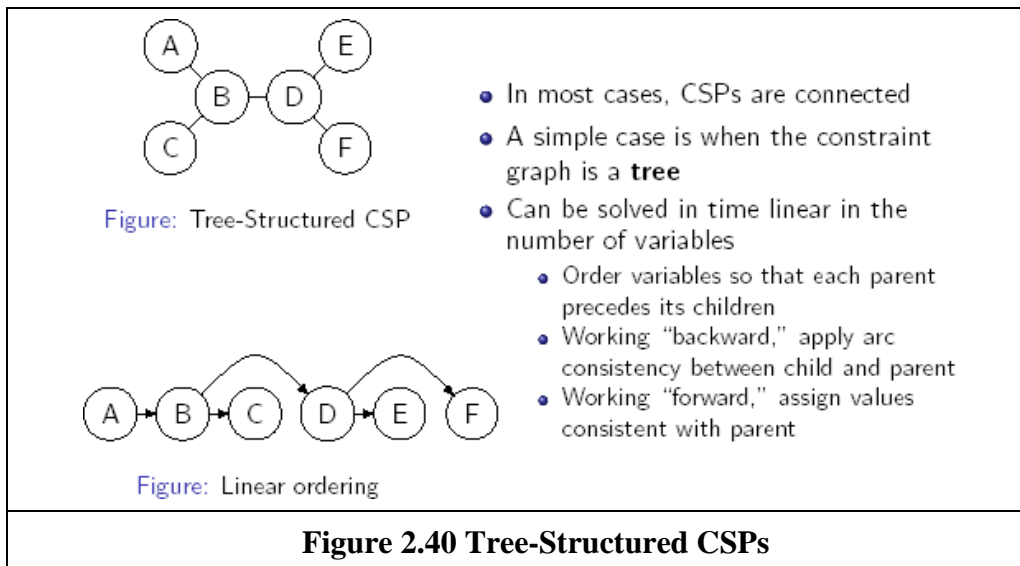 A
E
B
D
C
F
Figure: Tree-Structured CSP
In most cases, CSPs are connected
A simple case is when the constraint
graph is a tree
Can be solved in time linear in the
number of variables
Order variables so that each parent
precedes its children
Working “backward,” apply arc
consistency between child and parent
Working “forward,” assign values
consistent with parent
A B C D E F
Figure: Linear ordering
Figure 2.40 Tree-Structured CSPs